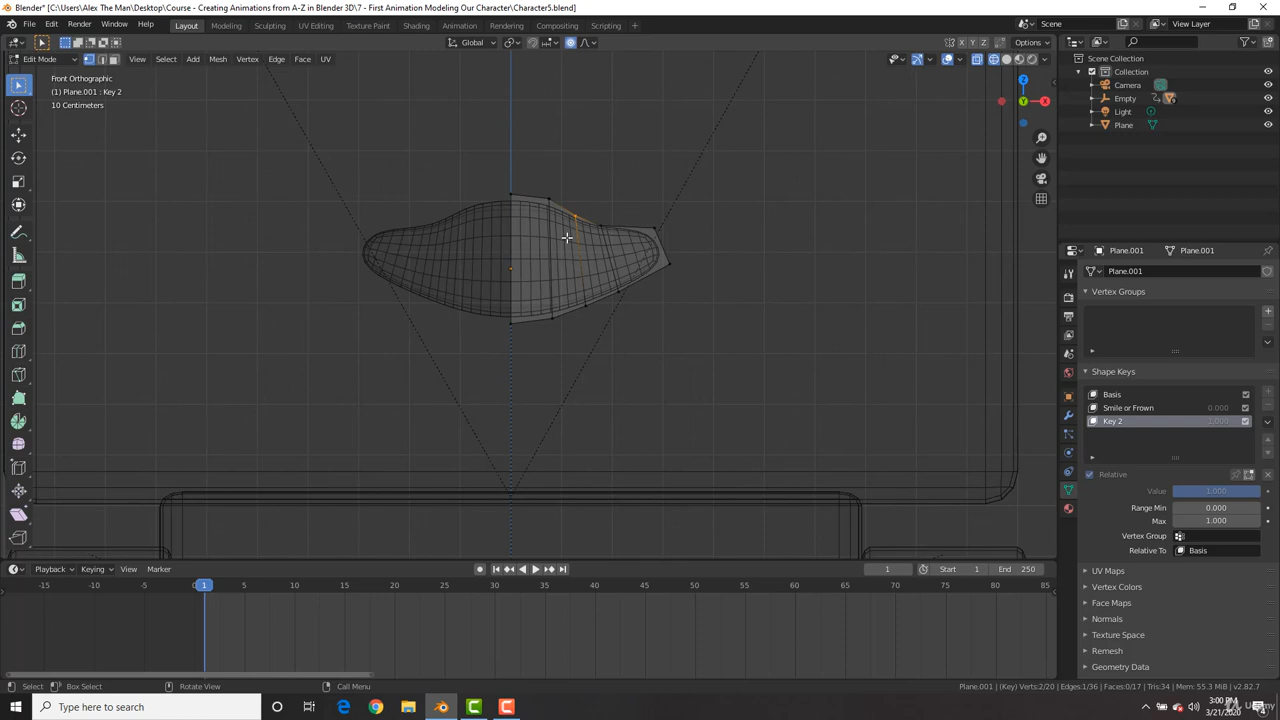 Blender* [C:\Users\Alex The Man\Desktop\Course - Creating Animations from A-Z in Blender 3D\7 - First Animation Modeling Our Character\Character5.blend]
File Edit Render Window Help Layout Modeling Sculpting UV Editing Texture Paint Shading Animation Rendering Compositing Scripting + Scene View Layer
Global X Y Z Options
Edit Mode View Select Add Mesh Vertex Edge Face UV
Front Orthographic
(1) Plane.001 : Key 2
10 Centimeters
Z
Y X
Scene Collection
Collection
Camera
Empty
Light
Plane
Plane.001 Plane.001
Plane.001
Vertex Groups
Shape Keys
Basis
Smile or Frown 0.000
Key 2 1.000
Relative
Value 1.000
Range Min 0.000
Max 1.000
Vertex Group
Relative To Basis
UV Maps
Vertex Colors
Face Maps
Normals
Texture Space
Remesh
Geometry Data
Playback Keying View Marker 1 Start 1 End 250
-15 -10 -5 0 1 5 10 15 20 25 30 35 40 45 50 55 60 65 70 75 80 85
Select Box Select Rotate View Call Menu Plane.001 | (Key) Verts:2/20 | Edges:1/36 | Faces:0/17 | Tris:34 | Mem: 55.3 MiB | v2.82.7
Type here to search
3:00 PM
3/21/2020
Udemy